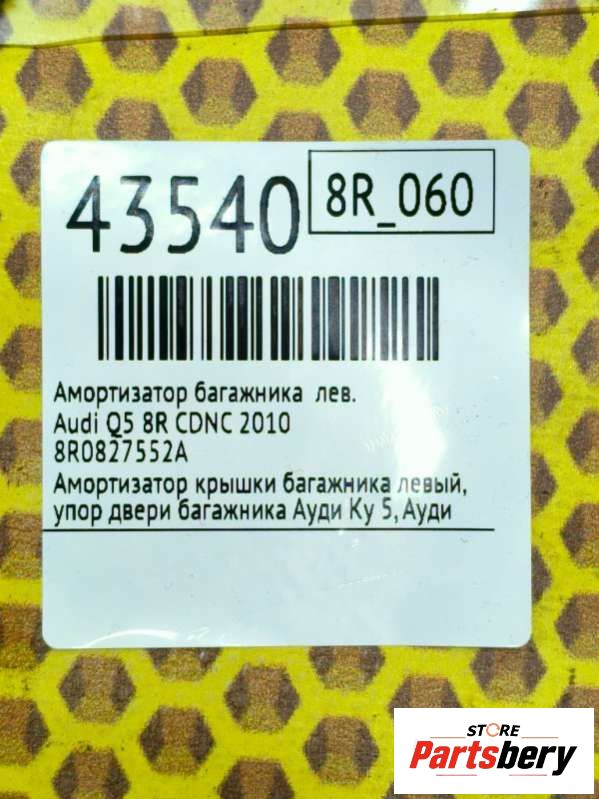 43540
8R_060
Амортизатор багажника лев.
Audi Q5 8R CDNC 2010
8R0827552A
Амортизатор крышки багажника левый,
упор двери багажника Ауди Ку 5, Ауди
STORE
Partsbery